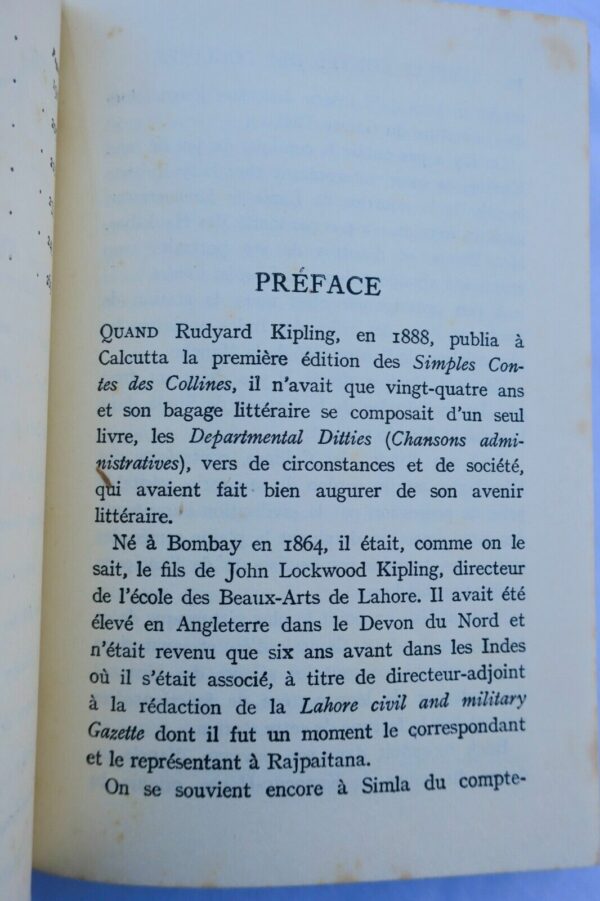 PRÉFACE
QUAND Rudyard Kipling, en 1888, publia à
Calcutta la première édition des Simples Con-
tes des Collines, il n'avait que vingt-quatre ans
et son bagage littéraire se composait d'un seul
livre, les Departmental Ditties (Chansons admi-
nistratives), vers de circonstances et de société,
qui avaient fait bien augurer de son avenir
littéraire.
Né à Bombay en 1864, il était, comme on le
sait, le fils de John Lockwood Kipling, directeur
de l'école des Beaux-Arts de Lahore. Il avait été
élevé en Angleterre dans le Devon du Nord et
n'était revenu que six ans avant dans les Indes
où il s'était associé, à titre de directeur-adjoint
à la rédaction de la Lahore civil and military
Gazette dont il fut un moment le correspondant
et le représentant à Rajpaitana.
On se souvient encore à Simla du compte-